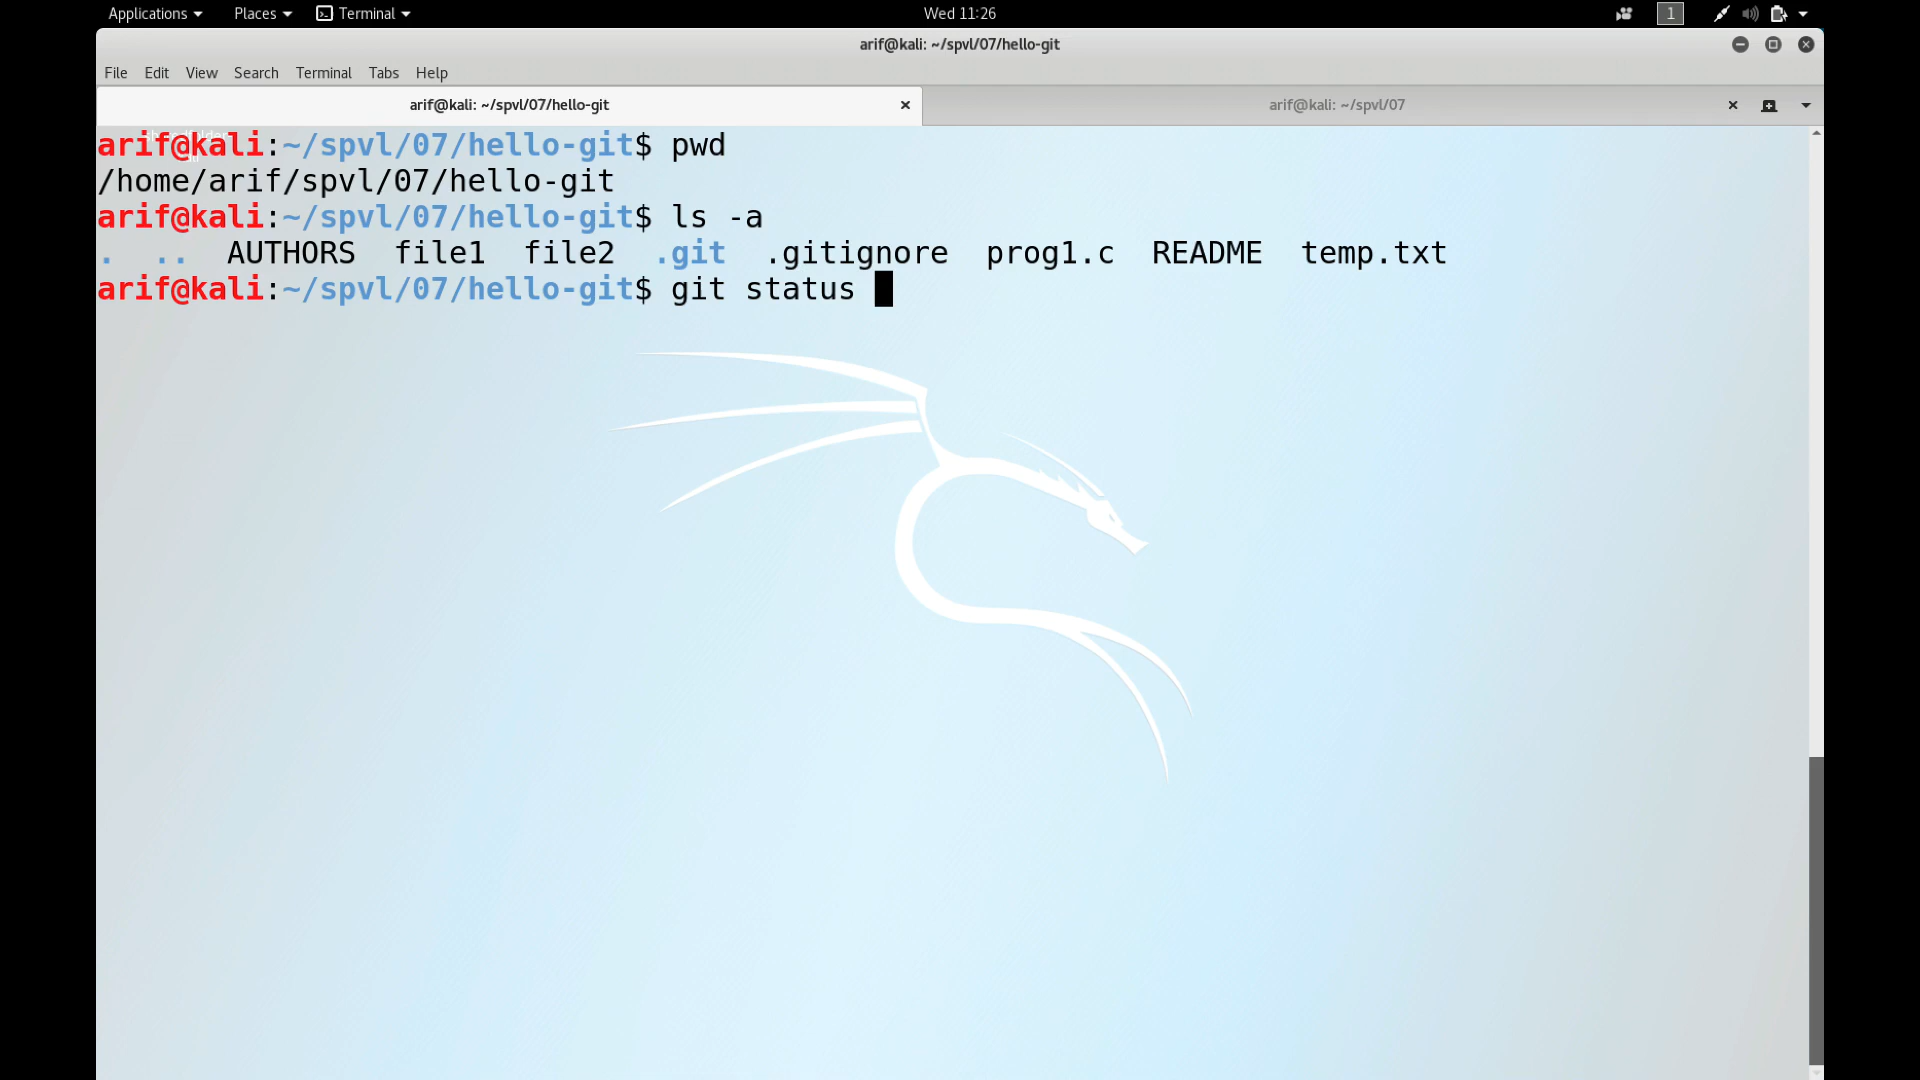 Applications Places Terminal Wed 11:26 1
arif@kali: ~/spvl/07/hello-git
File Edit View Search Terminal Tabs Help
arif@kali: ~/spvl/07/hello-git arif@kali: ~/spvl/07
arif@kali:~/spvl/07/hello-git$ pwd
/home/arif/spvl/07/hello-git
arif@kali:~/spvl/07/hello-git$ ls -a
. .. AUTHORS file1 file2 .git .gitignore prog1.c README temp.txt
arif@kali:~/spvl/07/hello-git$ git status